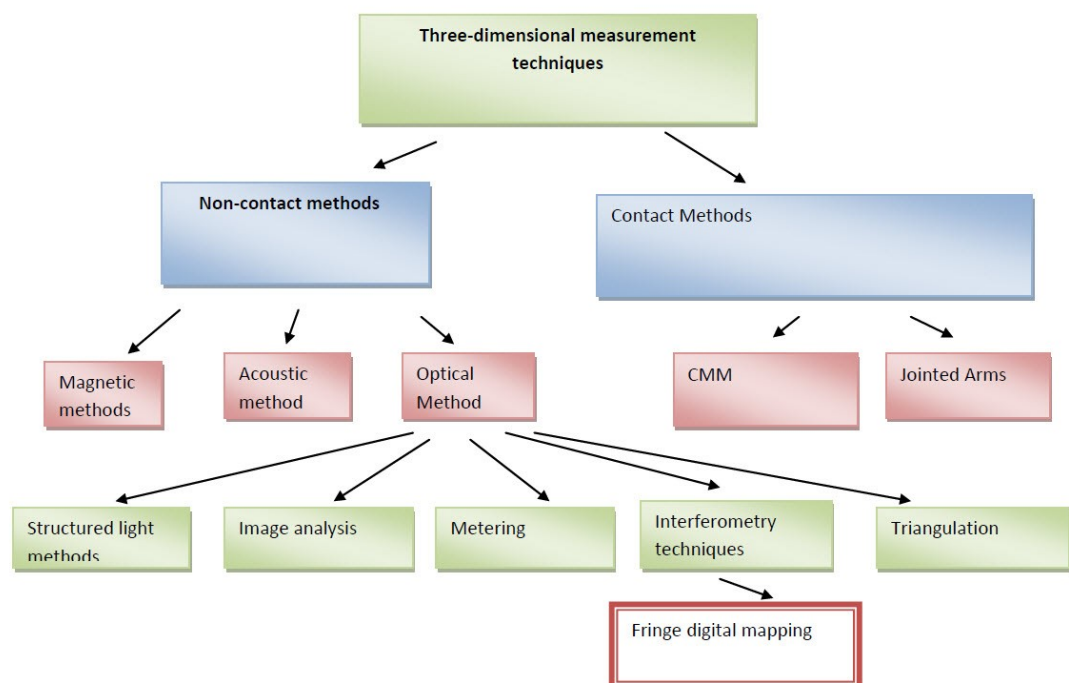 Three-dimensional measurement
techniques
Non-contact methods
Contact Methods
Magnetic
methods
Acoustic
method
Optical
Method
CMM
Jointed Arms
Structured light
methods
Image analysis
Metering
Interferometry
techniques
Triangulation
Fringe digital mapping